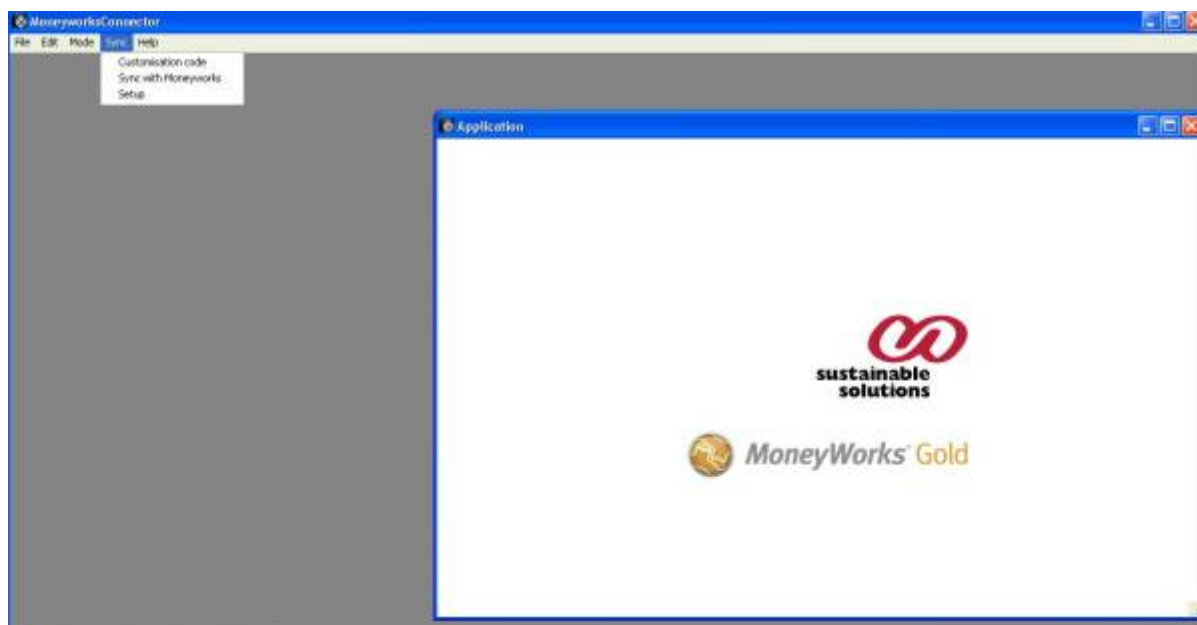 MoneyworksConnector
File Edit Mode Sync Help
Customisation code
Sync with Moneyworks
Setup
Application
sustainable
solutions
MoneyWorks Gold